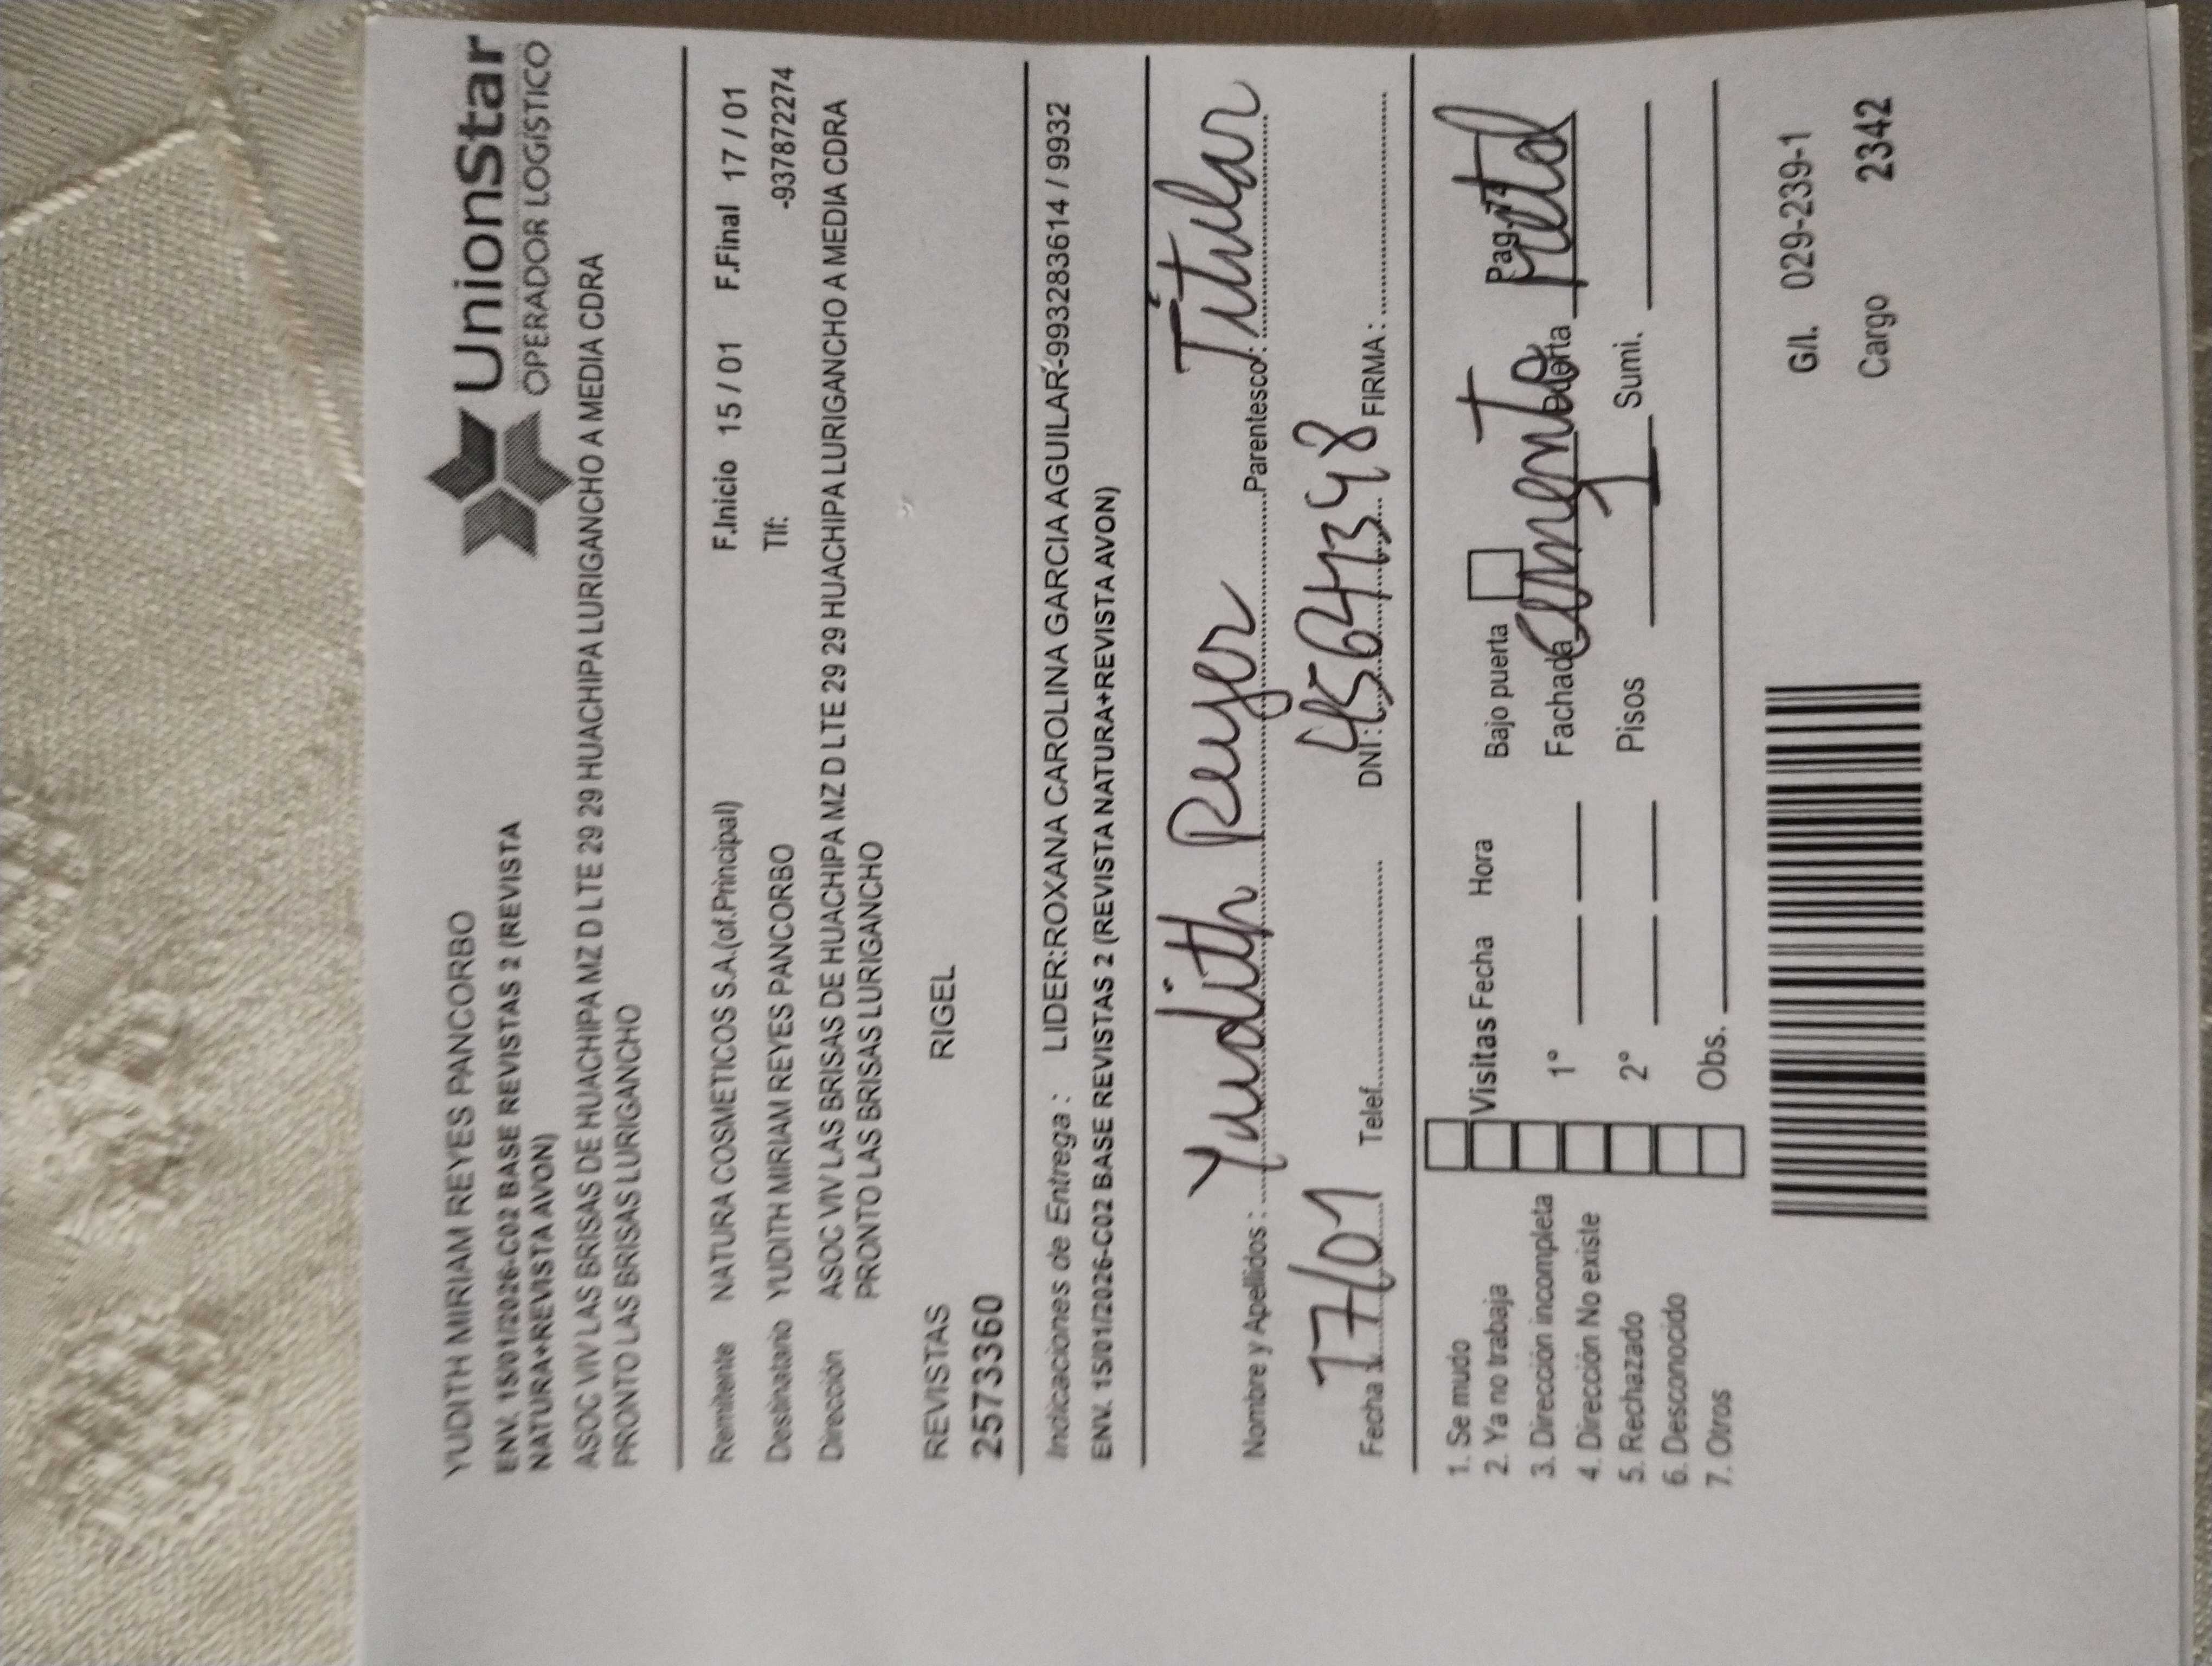 UnionStar
OPERADOR LOGÍSTICO
YUDITH MIRIAM REYES PANCORBO
ENV. 15/01/2026-C02 BASE REVISTAS 2 (REVISTA
NATURA+REVISTA AVON)
ASOC VIV LAS BRISAS DE HUACHIPA MZ D LTE 29 29 HUACHIPA LURIGANCHO A MEDIA CDRA
PRONTO LAS BRISAS LURIGANCHO
Remitente NATURA COSMETICOS S.A.(of.Principal) F.Inicio 15 / 01 F.Final 17 / 01
Destinatario YUDITH MIRIAM REYES PANCORBO Tlf: -937872274
Dirección ASOC VIV LAS BRISAS DE HUACHIPA MZ D LTE 29 29 HUACHIPA LURIGANCHO A MEDIA CDRA
PRONTO LAS BRISAS LURIGANCHO
REVISTAS RIGEL
2573360
Indicaciones de Entrega : LIDER:ROXANA CAROLINA GARCIA AGUILAR-993283614 / 9932
ENV. 15/01/2026-C02 BASE REVISTAS 2 (REVISTA NATURA+REVISTA AVON)
Nombre y Apellidos : Yudith Reyes Parentesco: Titular
Fecha : 17/01 Telef. DNI: 45641398 FIRMA:
1. Se mudo Visitas Fecha Hora Bajo puerta Pag-
2. Ya no trabaja
3. Dirección incompleta 1° Fachada Cemento Puerta Metal
4. Dirección No existe
5. Rechazado 2° Pisos 1 Sumi.
6. Desconocido
7. Otros Obs.
G/I. 029-239-1
Cargo 2342